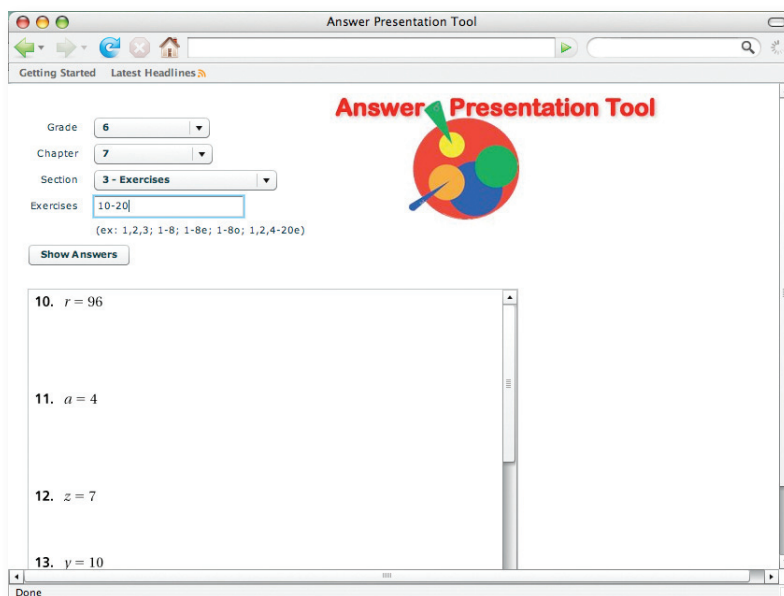 Answer Presentation Tool
Getting Started Latest Headlines
Answer Presentation Tool
Grade 6
Chapter 7
Section 3 - Exercises
Exercises 10-20
(ex: 1,2,3; 1-8; 1-8e; 1-8o; 1,2,4-20e)
Show Answers
10. r = 96
11. a = 4
12. z = 7
13. y = 10
Done